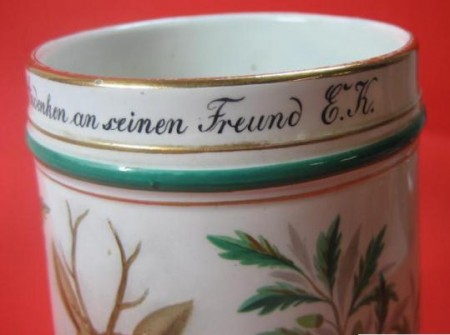 denken an seinen Freund E. K.